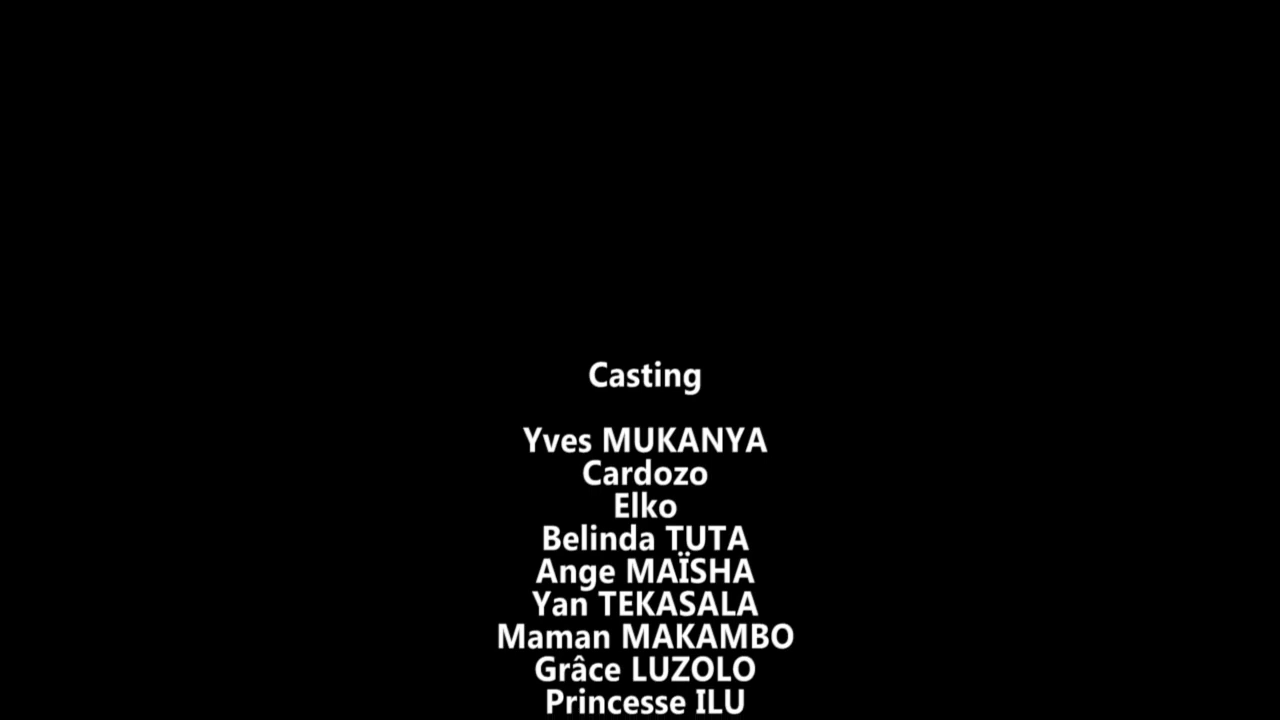 Casting
Yves MUKANYA
Cardozo
Elko
Belinda TUTA
Ange MAÏSHA
Yan TEKASALA
Maman MAKAMBO
Grâce LUZOLO
Princesse ILU